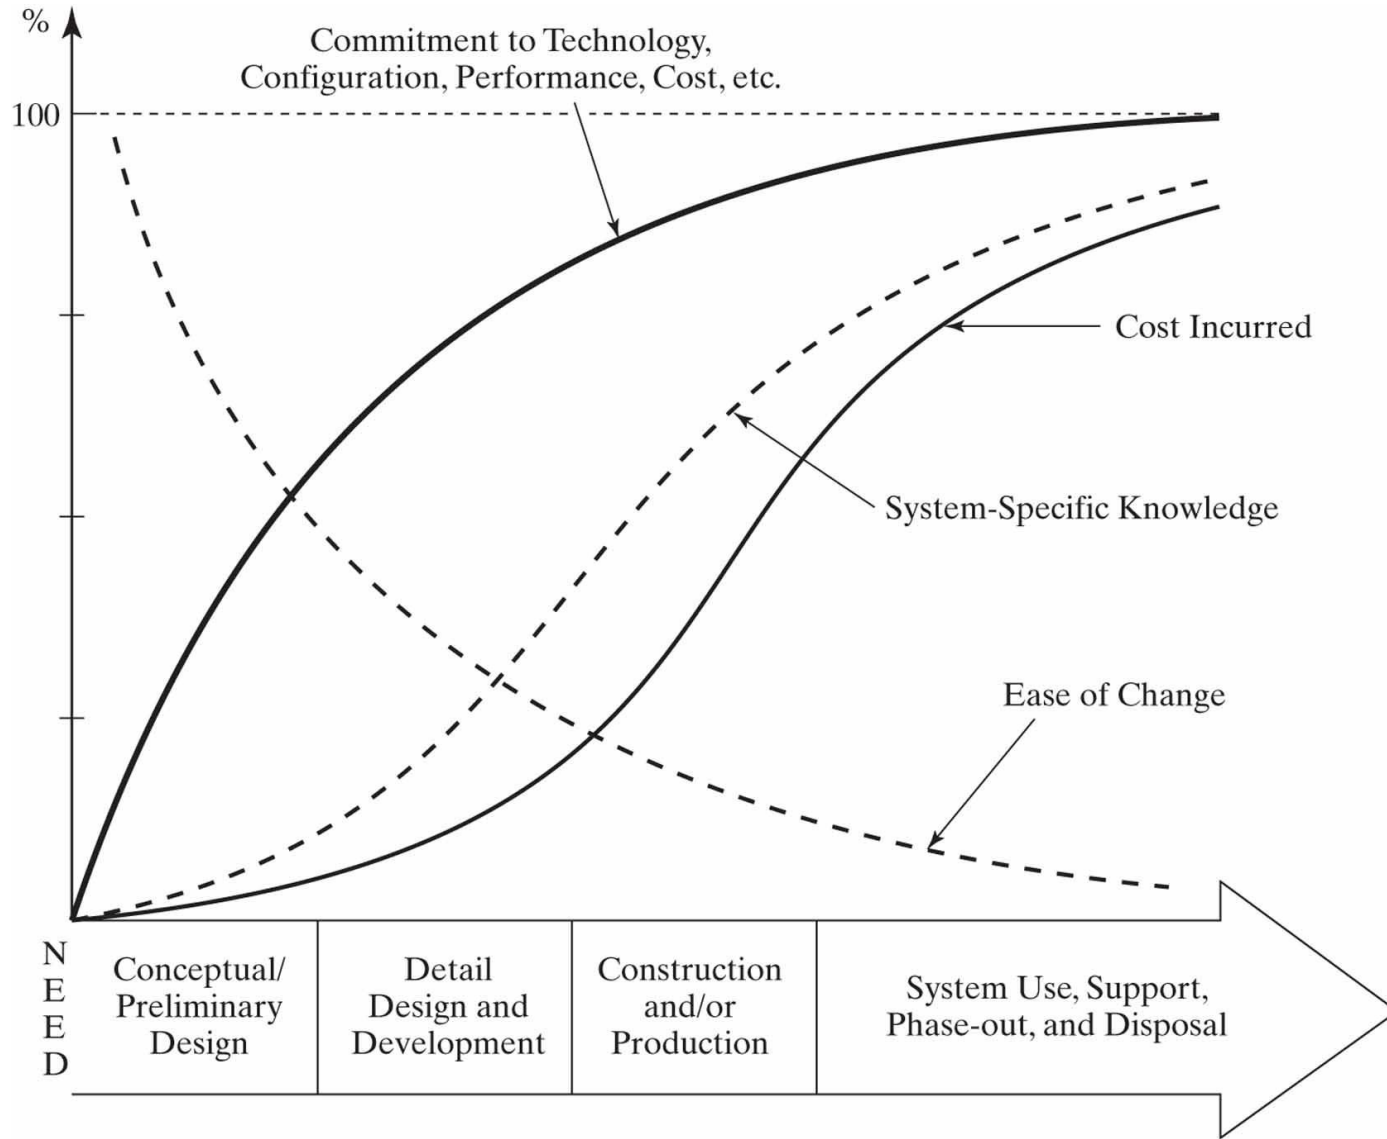 %
Commitment to Technology,
Configuration, Performance, Cost, etc.
100
Cost Incurred
System-Specific Knowledge
Ease of Change
NEED
Conceptual/
Preliminary
Design
Detail
Design and
Development
Construction
and/or
Production
System Use, Support,
Phase-out, and Disposal